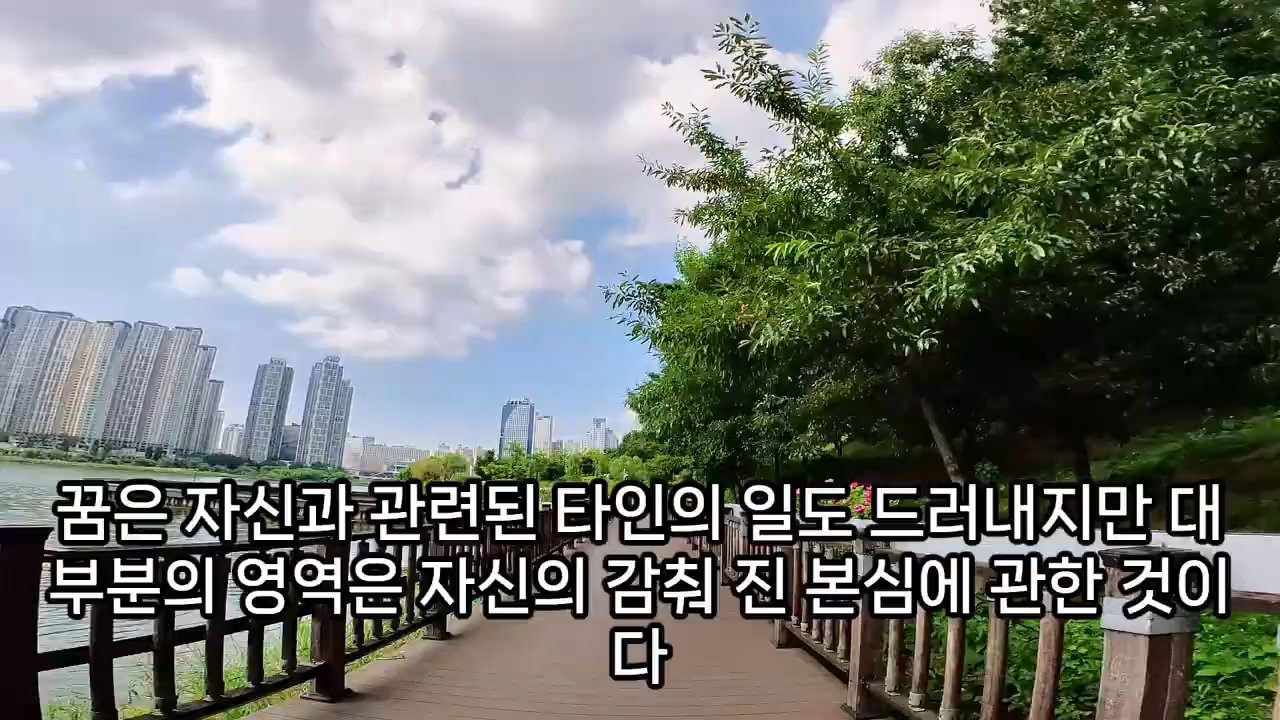 꿈은 자신과 관련된 타인의 일도 드러내지만 대
부분의 영역은 자신의 감춰 진 본심에 관한 것이
다